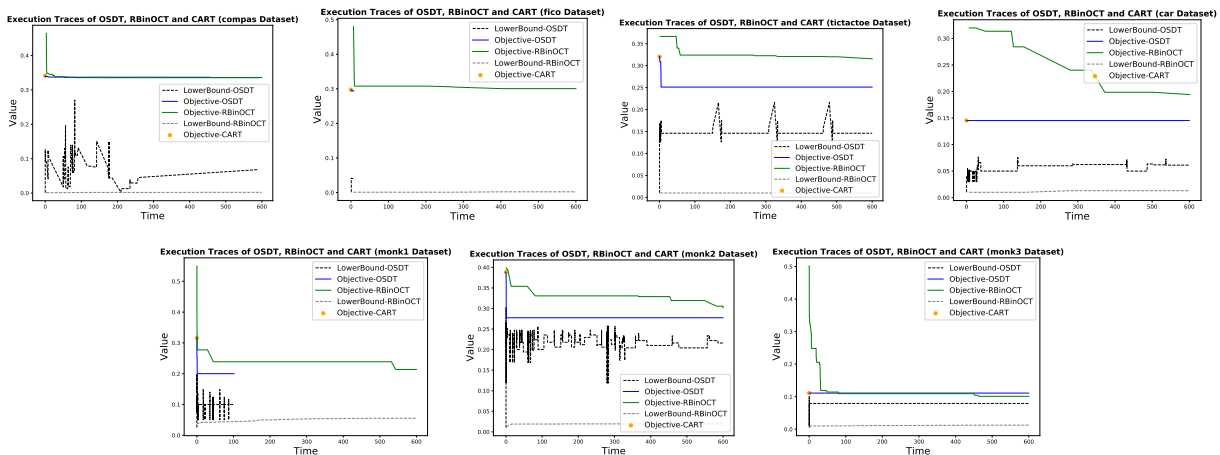 Execution Traces of OSDT, RBinOCT and CART (compas Dataset)
Value
0.5
0.4
0.3
0.2
0.1
0.0
0
100
200
300
400
500
600
Time
LowerBound-OSDT
Objective-OSDT
Objective-RBinOCT
LowerBound-RBinOCT
Objective-CART
Execution Traces of OSDT, RBinOCT and CART (fico Dataset)
Value
0.5
0.4
0.3
0.2
0.1
0.0
0
100
200
300
400
500
600
Time
LowerBound-OSDT
Objective-OSDT
Objective-RBinOCT
LowerBound-RBinOCT
Objective-CART
Execution Traces of OSDT, RBinOCT and CART (tictactoe Dataset)
Value
0.35
0.30
0.25
0.20
0.15
0.10
0.05
0.00
0
100
200
300
400
500
600
Time
LowerBound-OSDT
Objective-OSDT
Objective-RBinOCT
LowerBound-RBinOCT
Objective-CART
Execution Traces of OSDT, RBinOCT and CART (car Dataset)
Value
0.30
0.25
0.20
0.15
0.10
0.05
0.00
0
100
200
300
400
500
600
Time
LowerBound-OSDT
Objective-OSDT
Objective-RBinOCT
LowerBound-RBinOCT
Objective-CART
Execution Traces of OSDT, RBinOCT and CART (monk1 Dataset)
Value
0.5
0.4
0.3
0.2
0.1
0.0
0
100
200
300
400
500
600
Time
LowerBound-OSDT
Objective-OSDT
Objective-RBinOCT
LowerBound-RBinOCT
Objective-CART
Execution Traces of OSDT, RBinOCT and CART (monk2 Dataset)
Value
0.40
0.35
0.30
0.25
0.20
0.15
0.10
0.05
0.00
0
100
200
300
400
500
600
Time
LowerBound-OSDT
Objective-OSDT
Objective-RBinOCT
LowerBound-RBinOCT
Objective-CART
Execution Traces of OSDT, RBinOCT and CART (monk3 Dataset)
Value
0.5
0.4
0.3
0.2
0.1
0.0
0
100
200
300
400
500
600
Time
LowerBound-OSDT
Objective-OSDT
Objective-RBinOCT
LowerBound-RBinOCT
Objective-CART